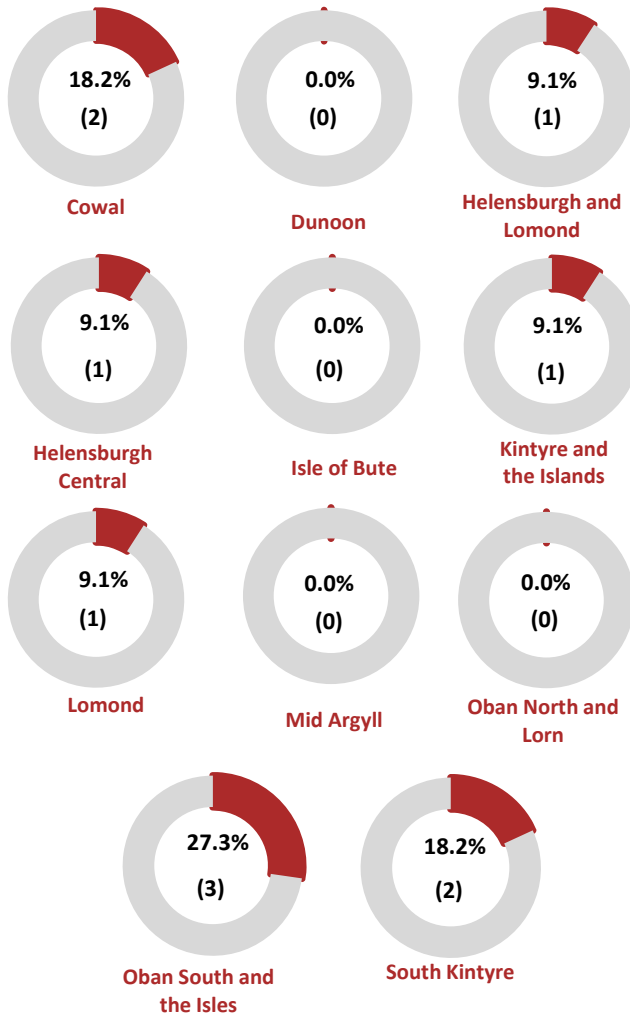 18.2%
(2)
Cowal
0.0%
(0)
Dunoon
9.1%
(1)
Helensburgh and
Lomond
9.1%
(1)
Helensburgh
Central
0.0%
(0)
Isle of Bute
9.1%
(1)
Kintyre and
the Islands
9.1%
(1)
Lomond
0.0%
(0)
Mid Argyll
0.0%
(0)
Oban North and
Lorn
27.3%
(3)
Oban South and
the Isles
18.2%
(2)
South Kintyre